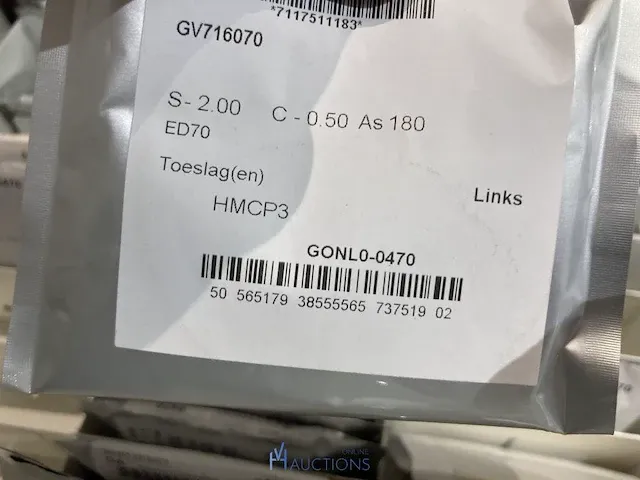 *7117511183*
GV716070
S- 2.00 C - 0.50 As 180
ED70
Toeslag(en)
Links
HMCP3
GONL0-0470
50 565179 38555565 737519 02
ONLINE
AUCTIONS